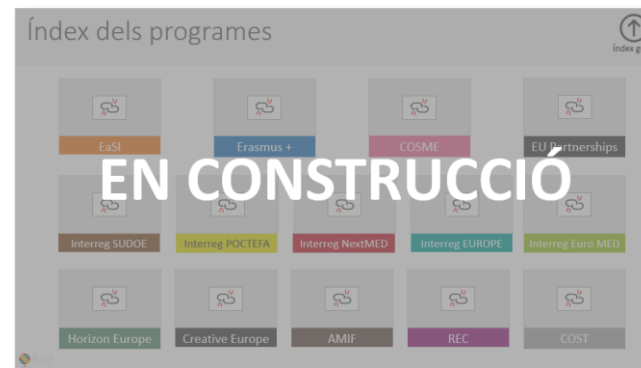 Índex dels programes
Índex g
EaSI
Erasmus +
COSME
EU Partnerships
EN CONSTRUCCIÓ
Interreg SUDOE
Interreg POCTEFA
Interreg NextMED
Interreg EUROPE
Interreg Euro MED
Horizon Europe
Creative Europe
AMIF
REC
COST